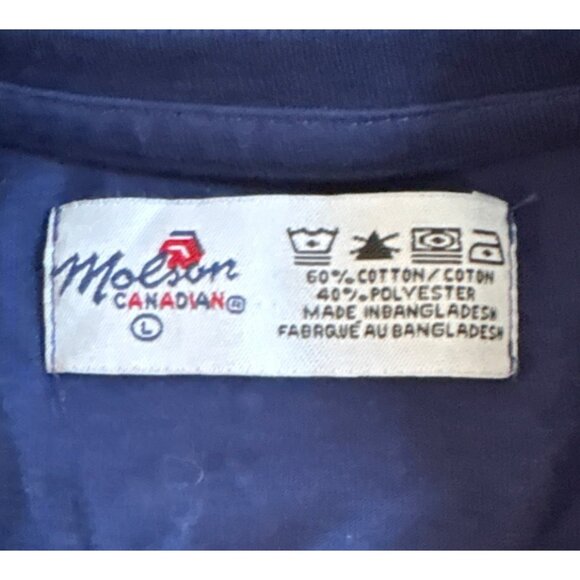 Molson
CANADIAN ®
L
60% COTTON/COTON
40% POLYESTER
MADE IN BANGLADESH
FABRIQUÉ AU BANGLADESH